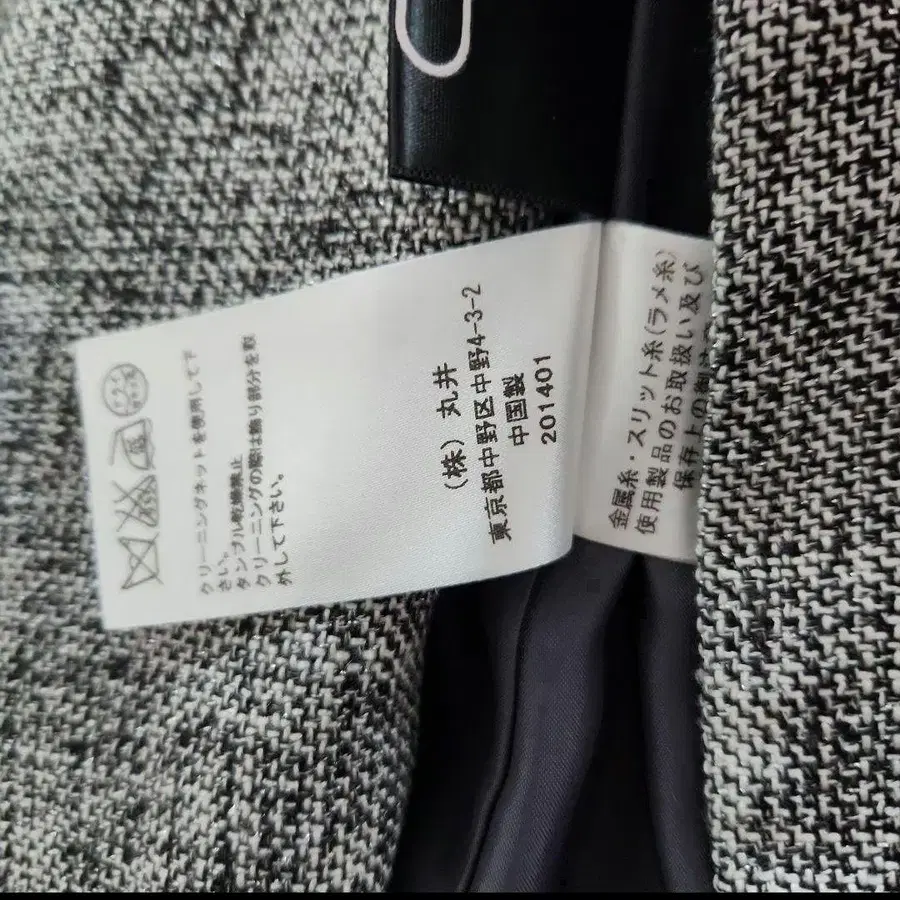 クリーニングネットを使用して下
さい。
タンブル乾燥禁止
クリーニングの際は飾り部分を取
外して下さい。
(株) 丸井
東京都中野区中野4-3-2
中国製
201401
金属糸・スリット糸(ラメ糸)
使用製品のお取扱い及び
保存上の